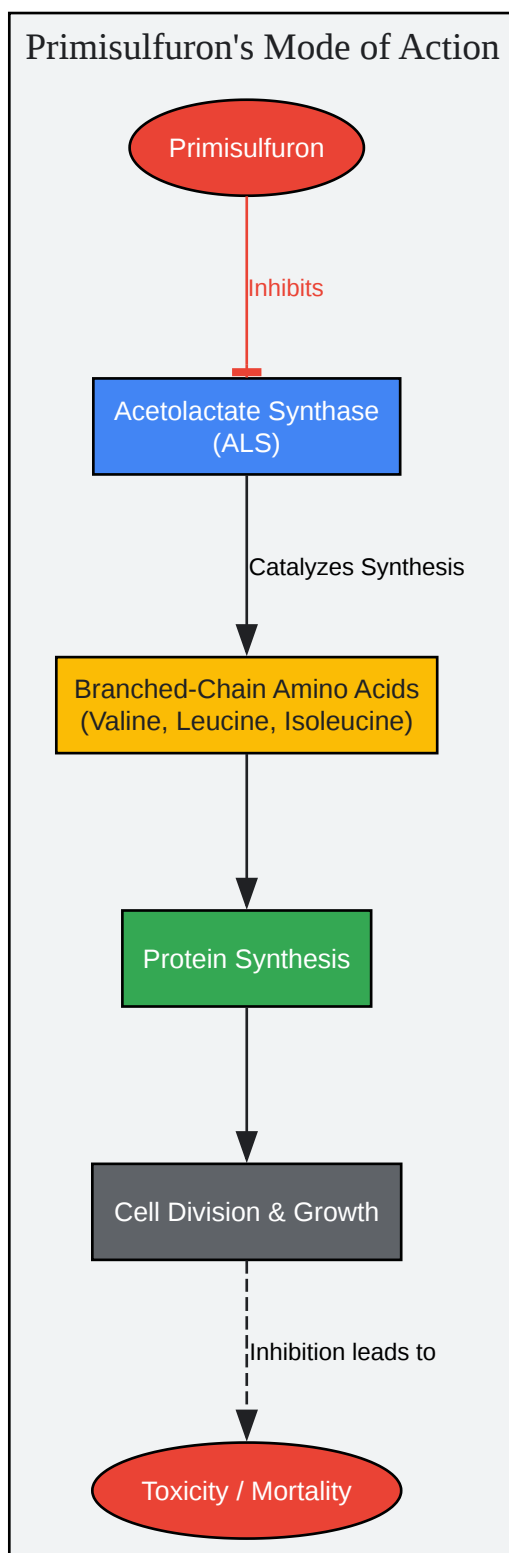 Primisulfuron's Mode of Action
Primisulfuron
Inhibits
Acetolactate Synthase
(ALS)
Catalyzes Synthesis
Branched-Chain Amino Acids
(Valine, Leucine, Isoleucine)
Protein Synthesis
Cell Division & Growth
Inhibition leads to
Toxicity / Mortality